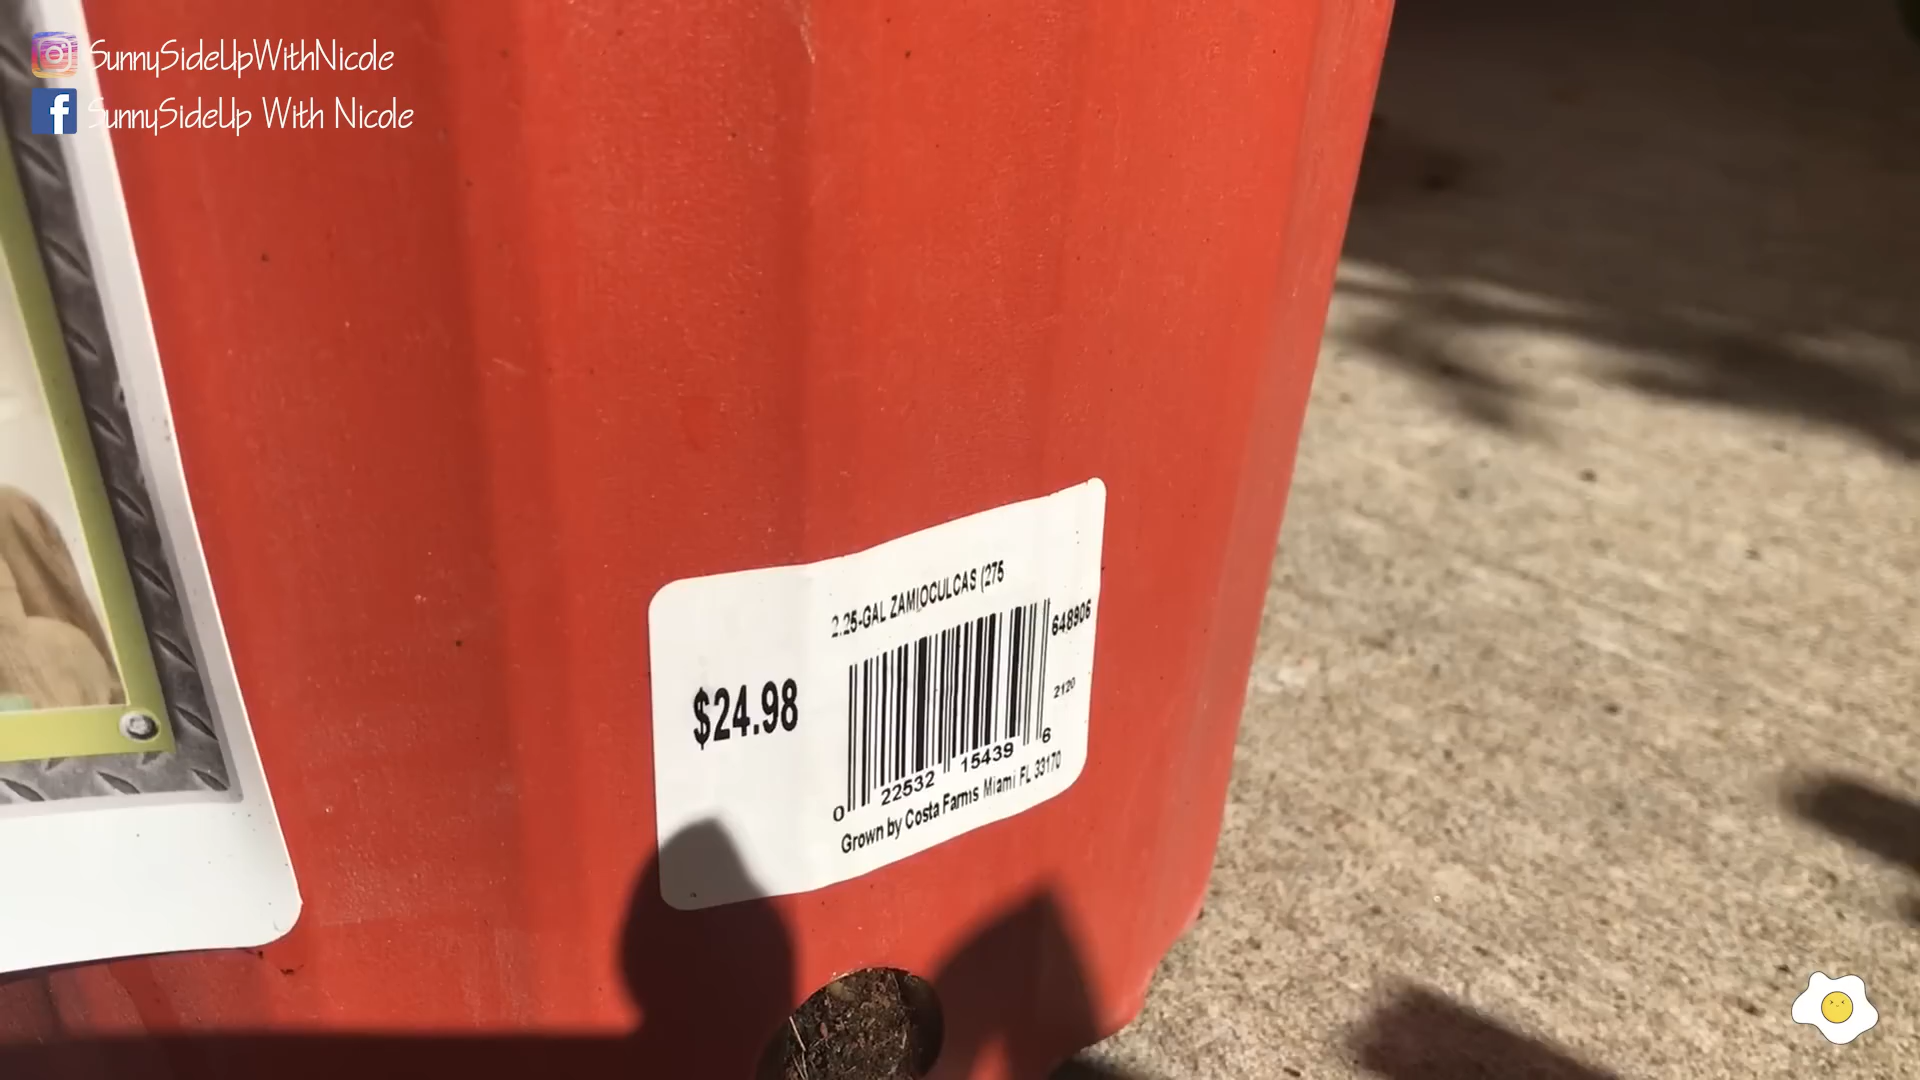 SunnySideUpWithNicole
SunnySideUp With Nicole
2.25-GAL ZAMIOCULCAS (275
648906
$24.98
2120
0 22532 15439 6
Grown by Costa Farms Miami FL 33170